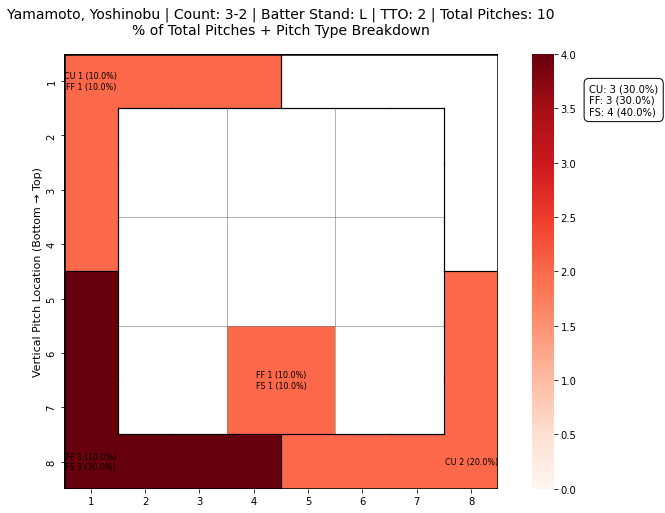 Yamamoto, Yoshinobu | Count: 3-2 | Batter Stand: L | TTO: 2 | Total Pitches: 10
% of Total Pitches + Pitch Type Breakdown
CU: 3 (30.0%)
FF: 3 (30.0%)
FS: 4 (40.0%)
CU 1 (10.0%)
FF 1 (10.0%)
FF 1 (10.0%)
FS 1 (10.0%)
FF 1 (10.0%)
FS 3 (30.0%)
CU 2 (20.0%)
Vertical Pitch Location (Bottom → Top)
1
2
3
4
5
6
7
8
1 2 3 4 5 6 7 8
4.0
3.5
3.0
2.5
2.0
1.5
1.0
0.5
0.0